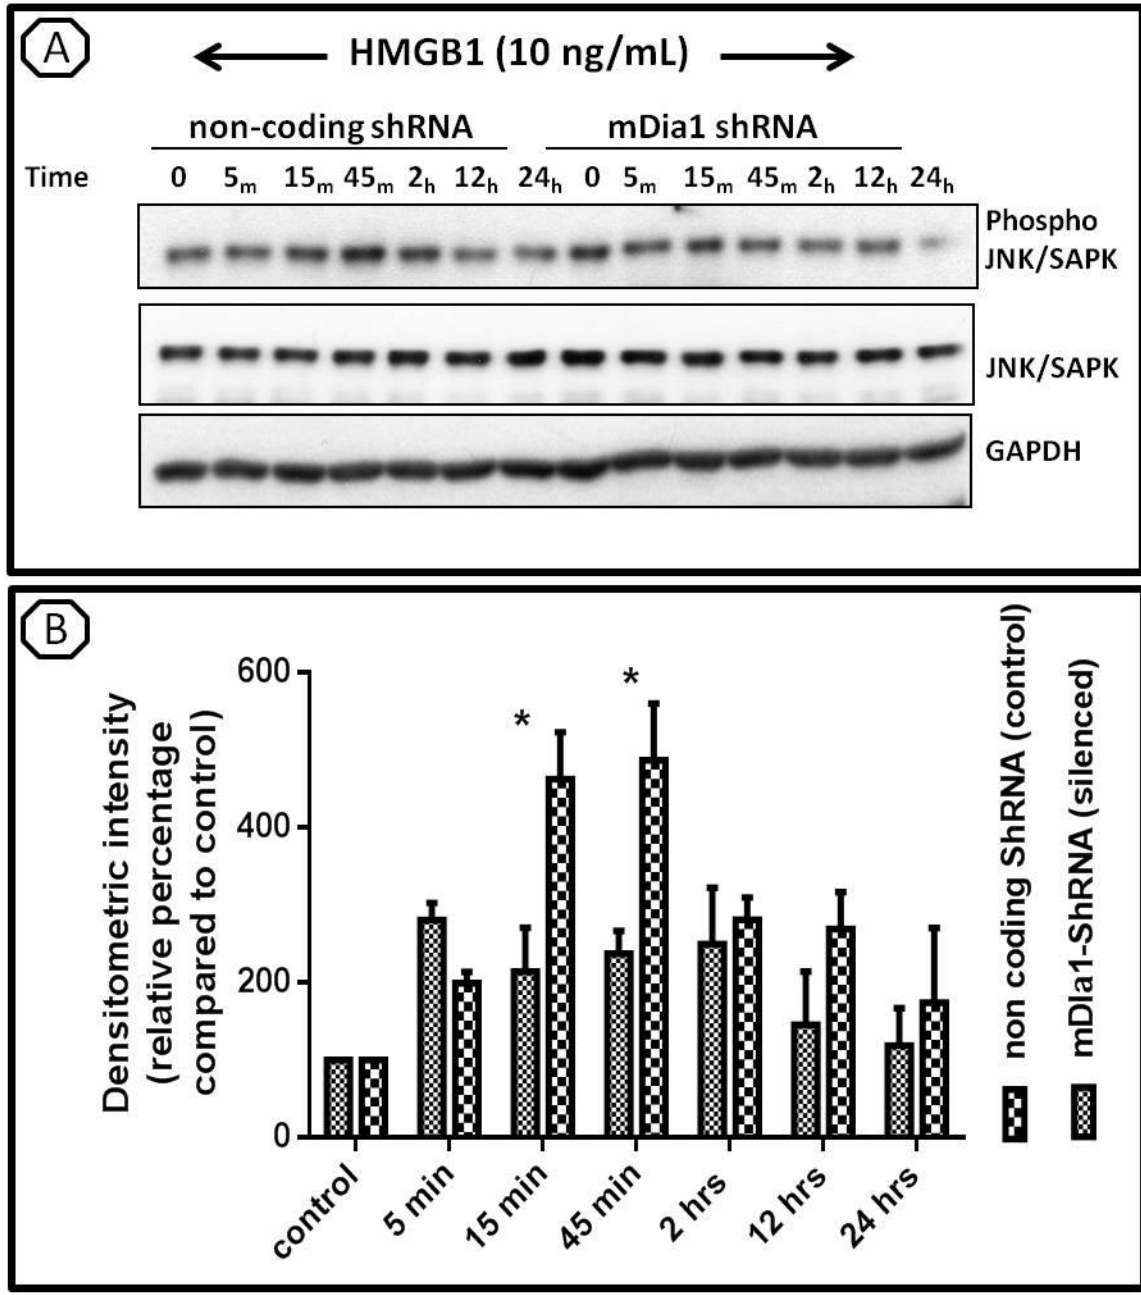 A
HMGB1 (10 ng/mL)
non-coding shRNA mDia1 shRNA
Time 0 5m 15m 45m 2h 12h 24h 0 5m 15m 45m 2h 12h 24h
Phospho
JNK/SAPK
JNK/SAPK
GAPDH
B
Densitometric intensity
(relative percentage
compared to control)
600
400
200
0
*
*
control
5 min
15 min
45 min
2 hrs
12 hrs
24 hrs
non coding ShRNA (control)
mDIa1-ShRNA (silenced)